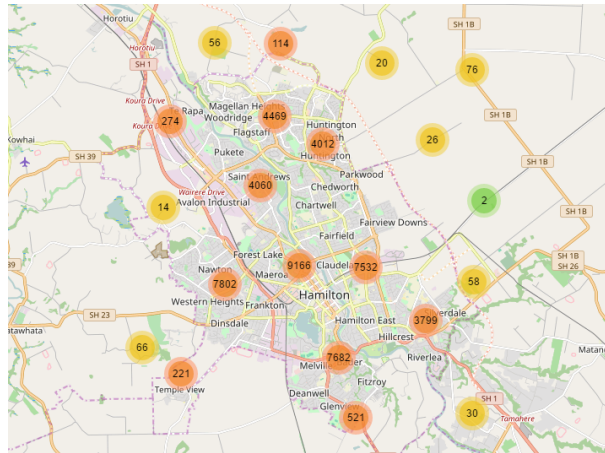 Horotiu
56
114
20
76
SH 1B
Horotiu
SH 1
Koura Drive
274
Rapa
Magellan Heights
4469
Woodridge
Flagstaff
Huntington
4012
Huntington
26
SH 1B
Kowhai
SH 39
Pukete
Parkwood
Saint Andrews
4060
Chedworth
Wairere Drive
14
Avalon Industrial
Chartwell
2
Fairview Downs
Fairfield
Forest Lake
9166
7532
SH 1B
SH 26
Nawton
Maeroa
7802
58
Western Heights
Frankton
Hamilton
SH 23
Dinsdale
Hamilton East
3799
Hillcrest
66
7682
Riverlea
Melville
221
Fitzroy
Temple View
Deanwell
Glenview
521
30
SH 1
Tamahere